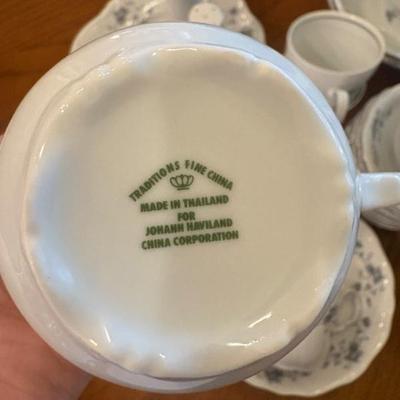 TRADITIONS FINE CHINA
MADE IN THAILAND
FOR
JOHANN HAVILAND
CHINA CORPORATION